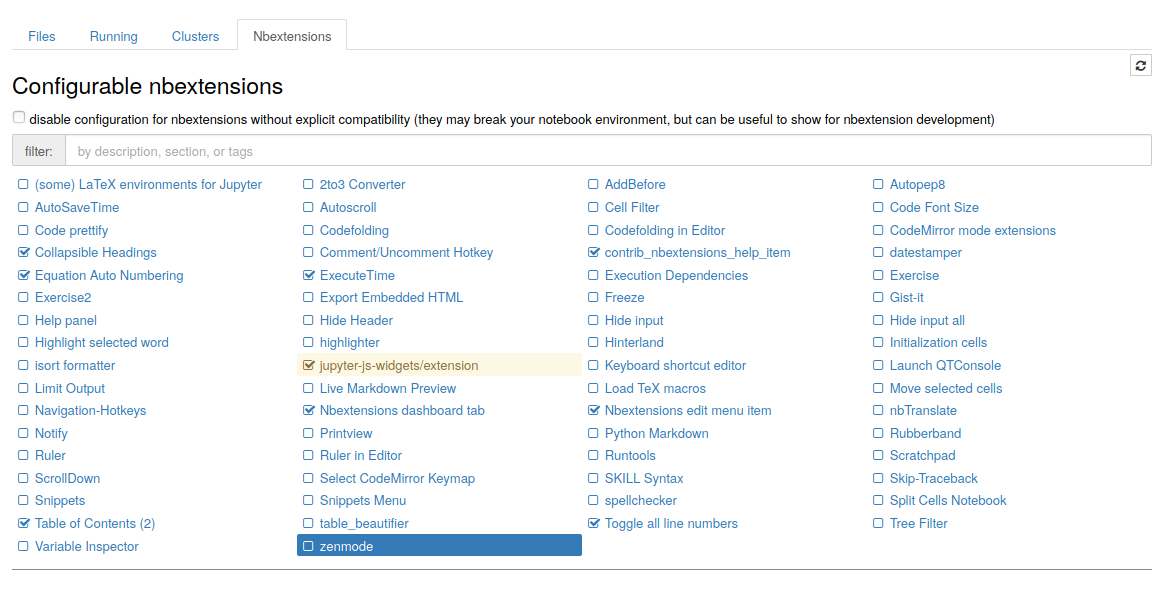 Files Running Clusters Nbextensions
Configurable nbextensions
disable configuration for nbextensions without explicit compatibility (they may break your notebook environment, but can be useful to show for nbextension development)
filter: by description, section, or tags
(some) LaTeX environments for Jupyter 2to3 Converter AddBefore Autopep8
AutoSaveTime Autoscroll Cell Filter Code Font Size
Code prettify Codefolding Codefolding in Editor CodeMirror mode extensions
Collapsible Headings Comment/Uncomment Hotkey contrib_nbextensions_help_item datestamper
Equation Auto Numbering ExecuteTime Execution Dependencies Exercise
Exercise2 Export Embedded HTML Freeze Gist-it
Help panel Hide Header Hide input Hide input all
Highlight selected word highlighter Hinterland Initialization cells
isort formatter jupyter-js-widgets/extension Keyboard shortcut editor Launch QTConsole
Limit Output Live Markdown Preview Load TeX macros Move selected cells
Navigation-Hotkeys Nbextensions dashboard tab Nbextensions edit menu item nbTranslate
Notify Printview Python Markdown Rubberband
Ruler Ruler in Editor Runtools Scratchpad
ScrollDown Select CodeMirror Keymap SKILL Syntax Skip-Traceback
Snippets Snippets Menu spellchecker Split Cells Notebook
Table of Contents (2) table_beautifier Toggle all line numbers Tree Filter
Variable Inspector zenmode